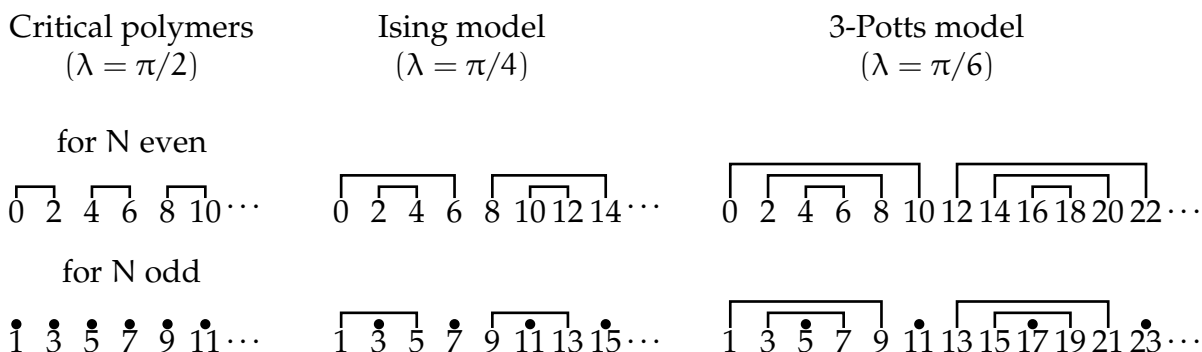 Critical polymers Ising model 3-Potts model
(λ = π/2) (λ = π/4) (λ = π/6)
for N even
0 2 4 6 8 10 ··· 0 2 4 6 8 10 12 14 ··· 0 2 4 6 8 10 12 14 16 18 20 22 ···
for N odd
1 3 5 7 9 11 ··· 1 3 5 7 9 11 13 15 ··· 1 3 5 7 9 11 13 15 17 19 21 23 ···